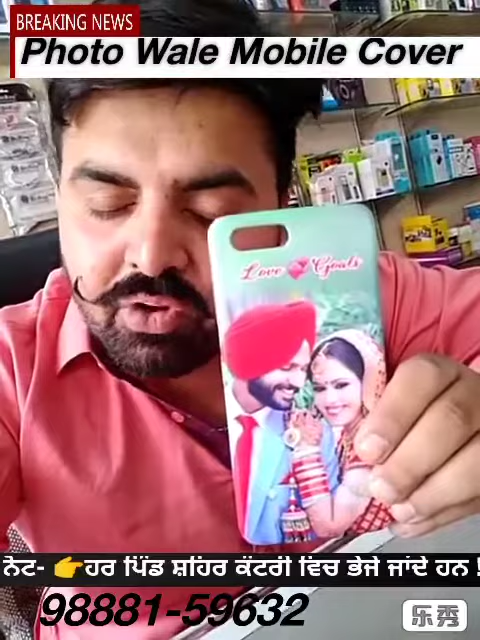 BREAKING NEWS
Photo Wale Mobile Cover
Love Goals
ਨੋਟ- 👉ਹਰ ਪਿੰਡ ਸ਼ਹਿਰ ਕੰਟਰੀ ਵਿਚ ਭੇਜੇ ਜਾਂਦੇ ਹਨ !
98881-59632
乐秀